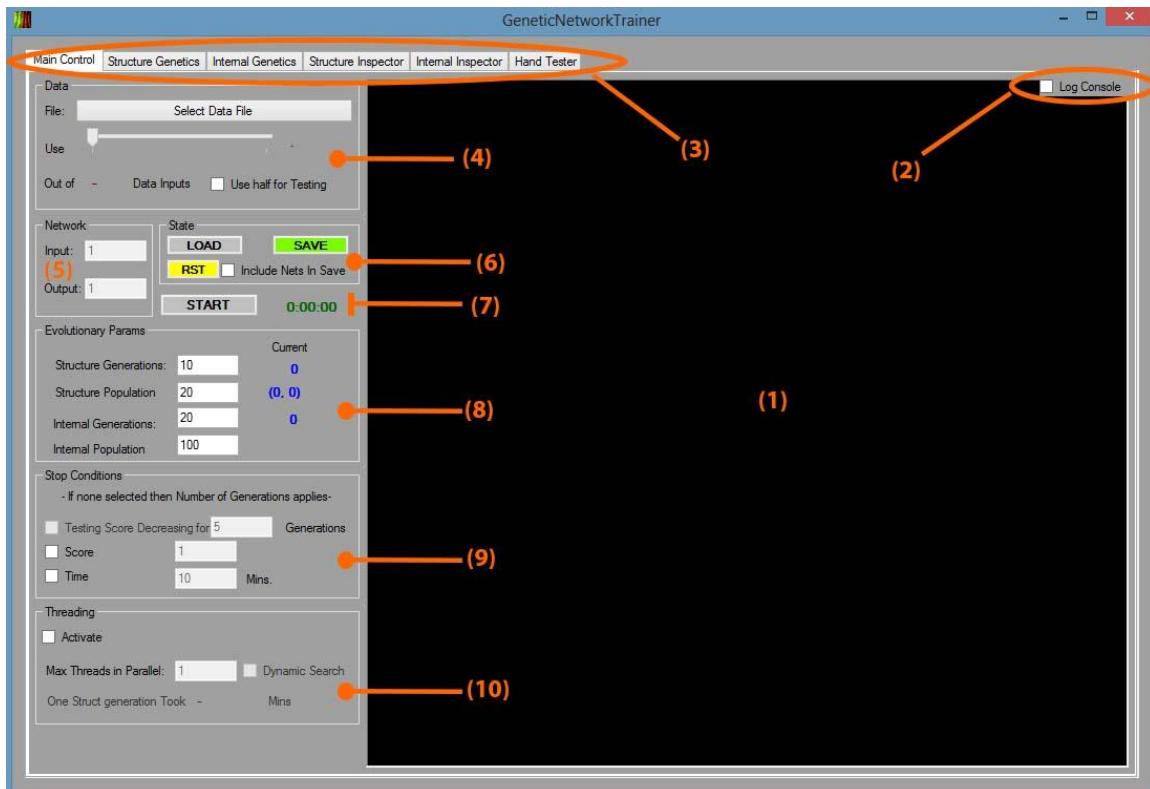 GeneticNetworkTrainer
Main Control Structure Genetics Internal Genetics Structure Inspector Internal Inspector Hand Tester
(3)
Log Console
(2)
Data
File: Select Data File
Use -
(4)
Out of - Data Inputs Use half for Testing
Network
Input: 1
(5)
Output: 1
State
LOAD SAVE
RST Include Nets In Save
(6)
START 0:00:00
(7)
Evolutionary Params
Current
Structure Generations: 10 0
Structure Population 20 (0, 0)
Internal Generations: 20 0
Internal Population 100
(8)
(1)
Stop Conditions
- If none selected then Number of Generations applies-
Testing Score Decreasing for 5 Generations
Score 1
Time 10 Mins.
(9)
Threading
Activate
Max Threads in Parallel: 1 Dynamic Search
One Struct generation Took - Mins
(10)